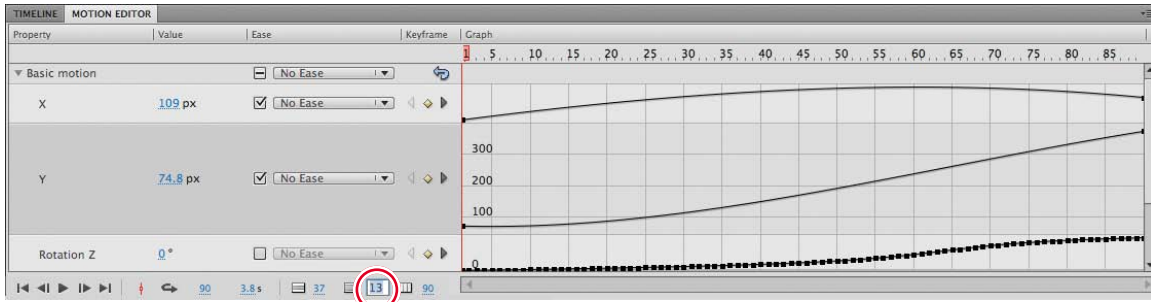 TIMELINE MOTION EDITOR
Property Value Ease Keyframe Graph
1 5 10 15 20 25 30 35 40 45 50 55 60 65 70 75 80 85
Basic motion No Ease
X 109 px No Ease
300
Y 74.8 px No Ease
200
100
Rotation Z 0° No Ease
0
90 3.8 s 37 13 90